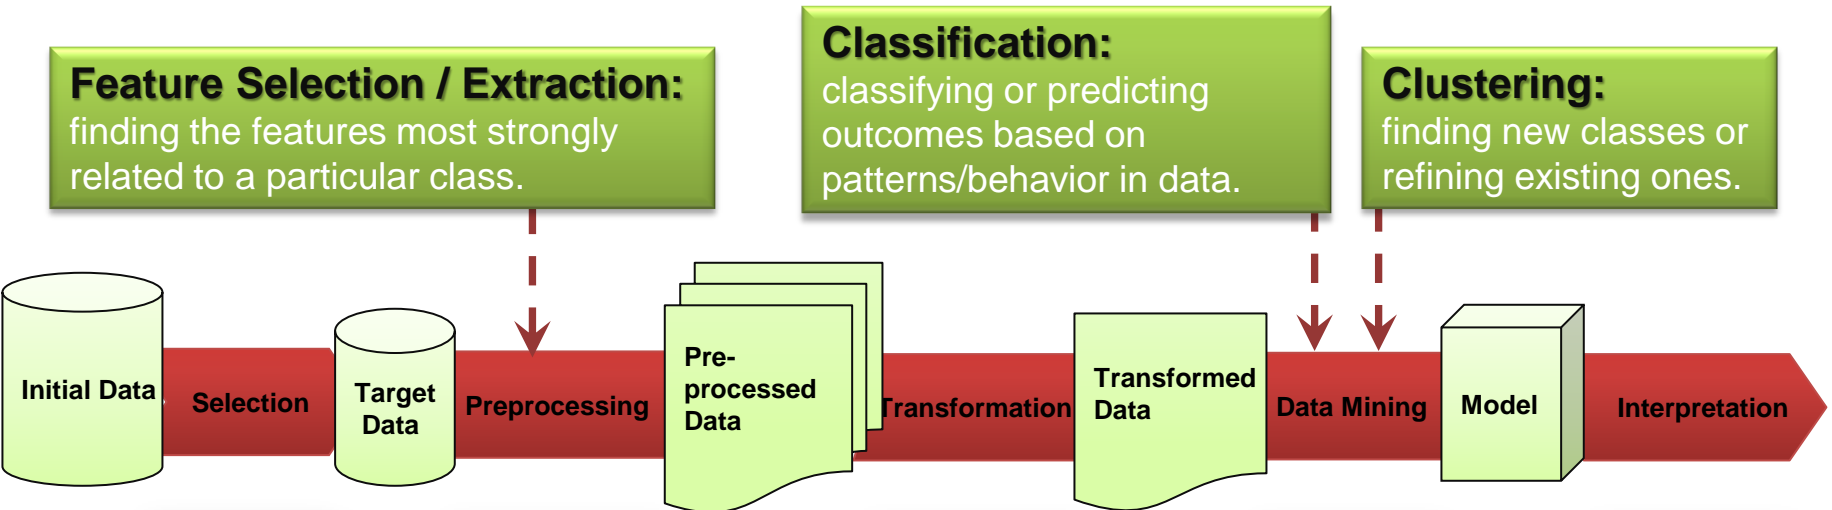 Feature Selection / Extraction:
finding the features most strongly
related to a particular class.
Classification:
classifying or predicting
outcomes based on
patterns/behavior in data.
Clustering:
finding new classes or
refining existing ones.
Initial Data
Selection
Target
Data
Preprocessing
Pre-
processed
Data
Transformation
Transformed
Data
Data Mining
Model
Interpretation